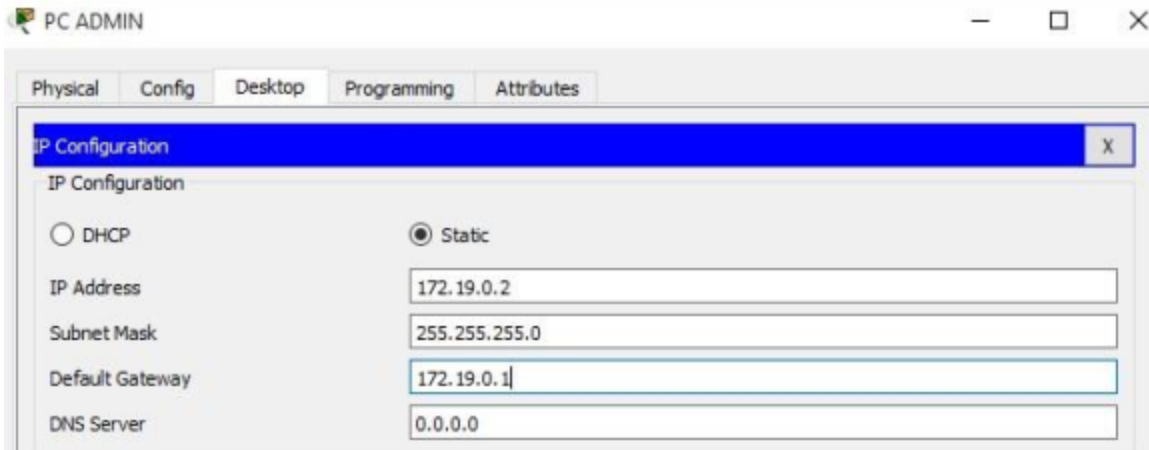 PC ADMIN
Physical Config Desktop Programming Attributes
IP Configuration X
IP Configuration
DHCP Static
IP Address 172.19.0.2
Subnet Mask 255.255.255.0
Default Gateway 172.19.0.1
DNS Server 0.0.0.0